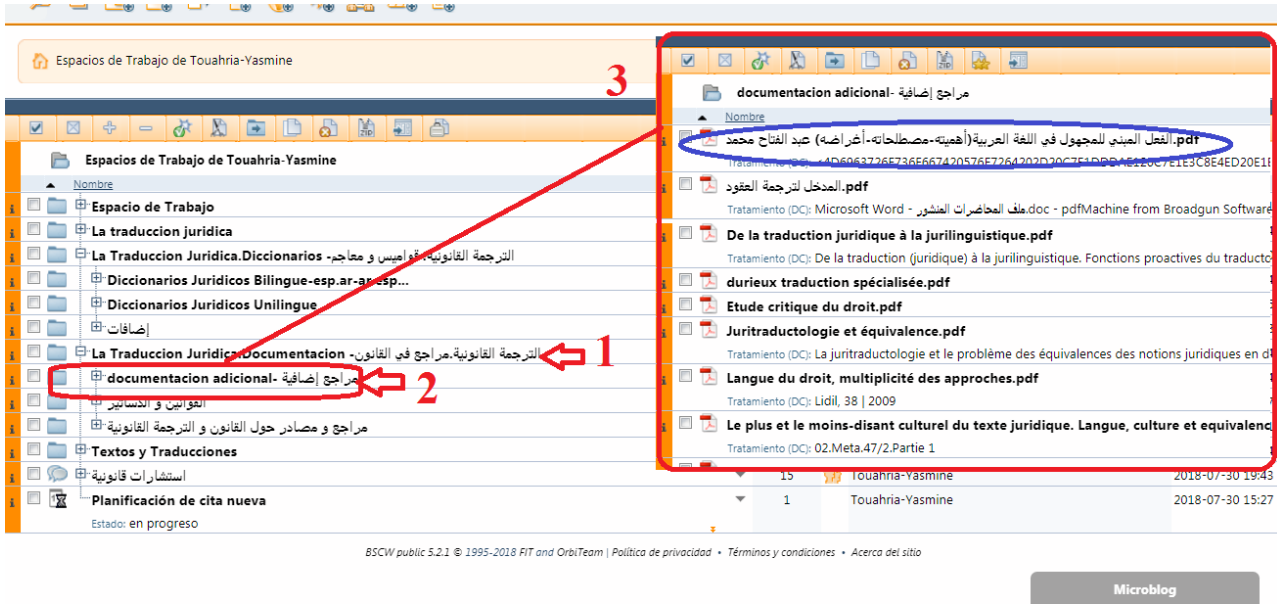 Espacios de Trabajo de Touahria-Yasmine
Espacios de Trabajo de Touahria-Yasmine
Nombre
Espacio de Trabajo
La traduccion juridica
La Traduccion Juridica.Diccionarios -الترجمة القانونية. قواميس و معاجم
Diccionarios Juridicos Bilingue-esp.ar-ar.esp...
Diccionarios Juridicos Unilingue
إضافات
La Traduccion Juridica.Documentacion -الترجمة القانونية.مراجع في القانون
1
documentacion adicional- مراجع إضافية
2
القوانين و الدساتير
مراجع و مصادر حول القانون و الترجمة القانونية
Textos y Traducciones
استشارات قانونية
Planificación de cita nueva
Estado: en progreso
3
documentacion adicional- مراجع إضافية
Nombre
الفعل المبني للمجهول في اللغة العربية(أهميته-مصطلحاته-أغراضه) عبد الفتاح محمد.pdf
Tratamiento (DC):
المدخل لترجمة العقود.pdf
Tratamiento (DC): Microsoft Word - ملف المحاضرات المنشور.doc - pdfMachine from Broadgun Software
De la traduction juridique à la jurilinguistique.pdf
Tratamiento (DC): De la traduction (juridique) à la jurilinguistique. Fonctions proactives du traducto
durieux traduction spécialisée.pdf
Etude critique du droit.pdf
Juritraductologie et équivalence.pdf
Tratamiento (DC): La juritraductologie et le problème des équivalences des notions juridiques en d
Langue du droit, multiplicité des approches.pdf
Tratamiento (DC): Lidil, 38 | 2009
Le plus et le moins-disant culturel du texte juridique. Langue, culture et equivalenc
Tratamiento (DC): 02.Meta.47/2.Partie 1
15 Touahria-Yasmine 2018-07-30 19:43
1 Touahria-Yasmine 2018-07-30 15:27
BSCW public 5.2.1 © 1995-2018 FIT and OrbiTeam | Política de privacidad • Términos y condiciones • Acerca del sitio
Microblog